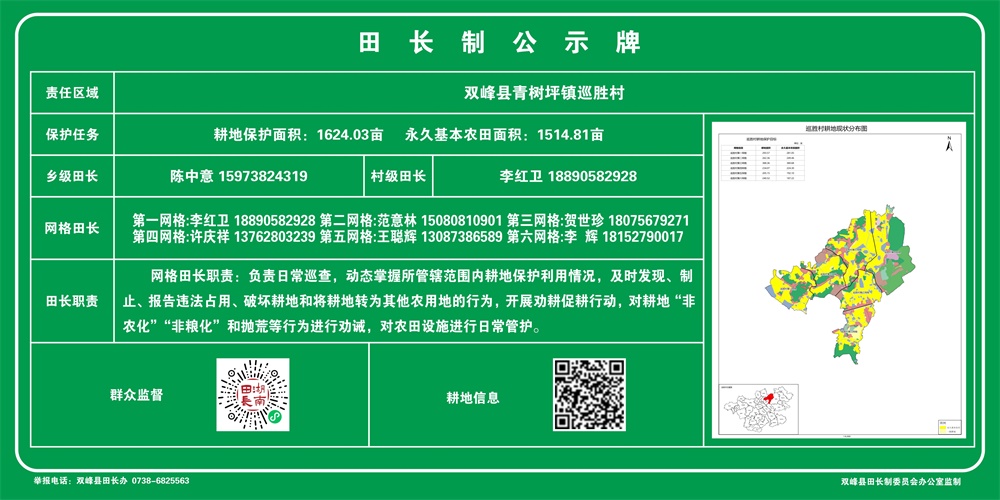 田长制公示牌
责任区域 双峰县青树坪镇巡胜村
保护任务 耕地保护面积：1624.03亩 永久基本农田面积：1514.81亩
乡级田长 陈中意 15973824319 村级田长 李红卫 18890582928
网格田长
第一网格:李红卫 18890582928 第二网格:范意林 15080810901 第三网格:贺世珍 18075679271
第四网格:许庆祥 13762803239 第五网格:王聪辉 13087386589 第六网格:李 辉 18152790017
田长职责
网格田长职责：负责日常巡查，动态掌握所管辖范围内耕地保护利用情况，及时发现、制
止、报告违法占用、破坏耕地和将耕地转为其他农用地的行为，开展劝耕促耕行动，对耕地“非
农化”“非粮化”和抛荒等行为进行劝诫，对农田设施进行日常管护。
群众监督
湖南田长
耕地信息
巡胜村耕地现状分布图
N
举报电话：双峰县田长办 0738-6825563
双峰县田长制委员会办公室监制